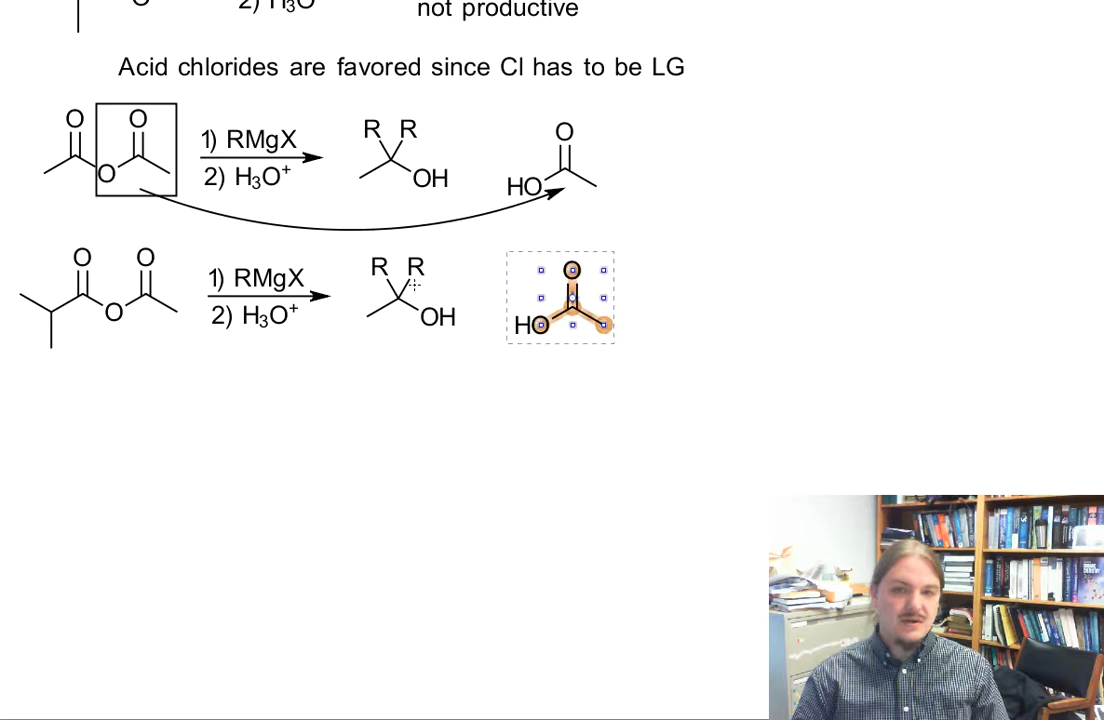 O 2) H₃O
not productive
Acid chlorides are favored since Cl has to be LG
O O 1) RMgX R R O
O 2) H₃O⁺ OH HO
O O 1) RMgX R R O
O 2) H₃O⁺ OH HO